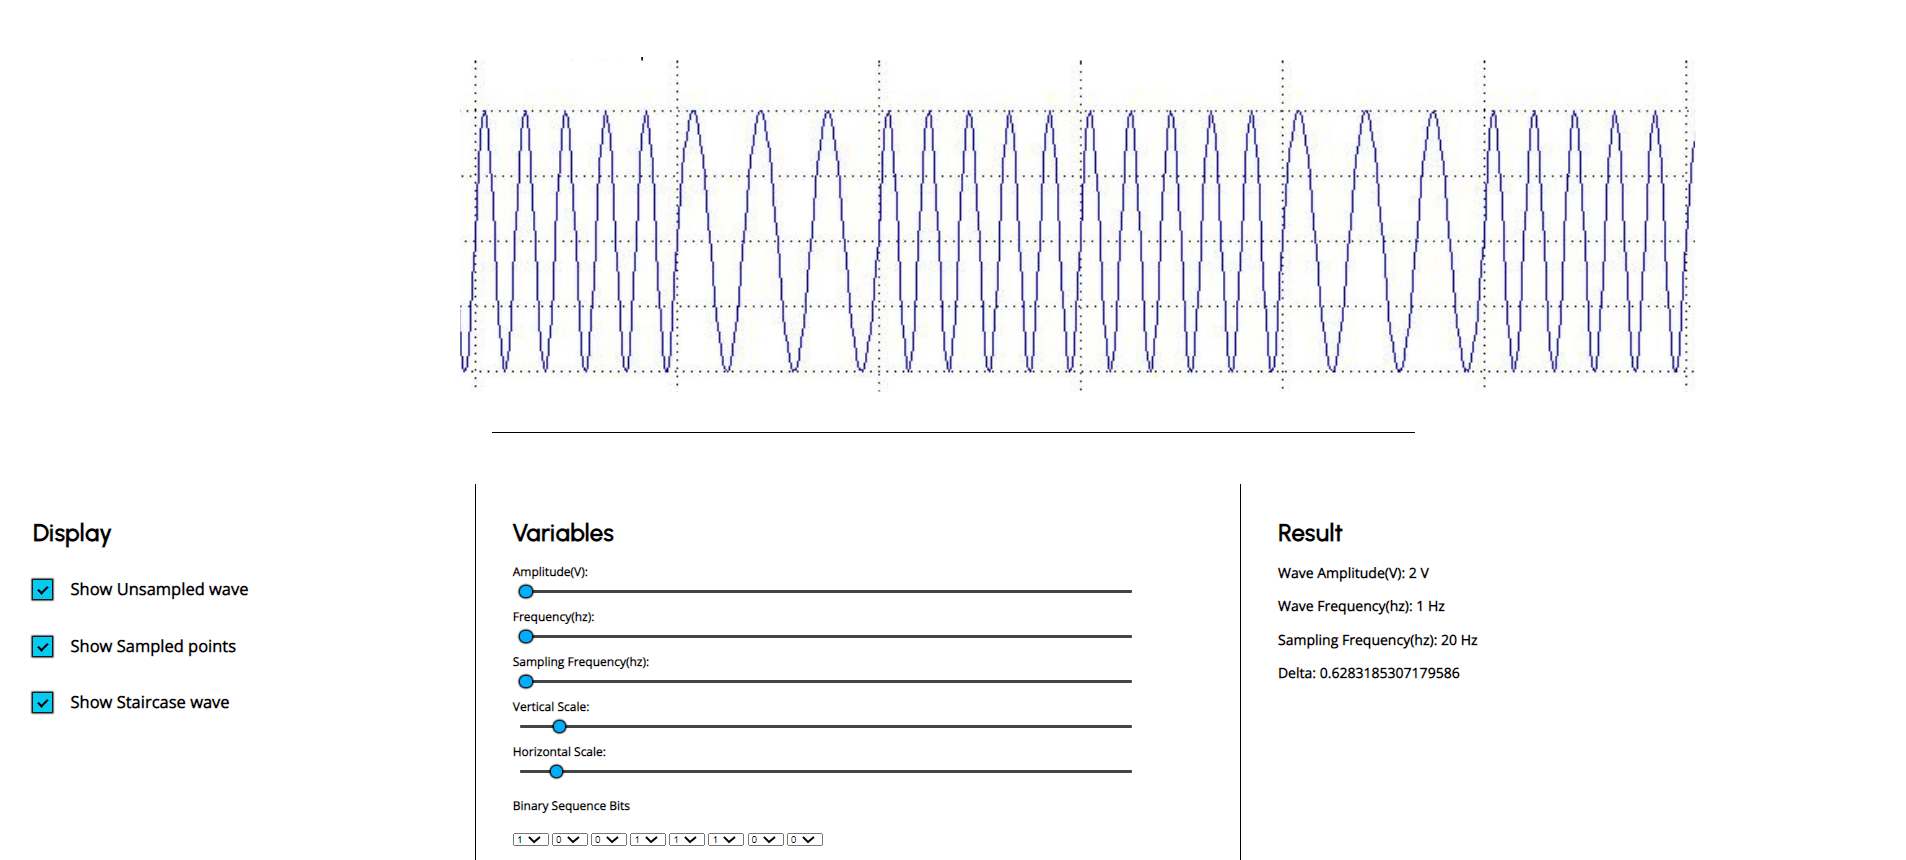 Display
Show Unsampled wave
Show Sampled points
Show Staircase wave
Variables
Amplitude(V):
Frequency(hz):
Sampling Frequency(hz):
Vertical Scale:
Horizontal Scale:
Binary Sequence Bits
1 0 0 1 1 1 0 0
Result
Wave Amplitude(V): 2 V
Wave Frequency(hz): 1 Hz
Sampling Frequency(hz): 20 Hz
Delta: 0.6283185307179586